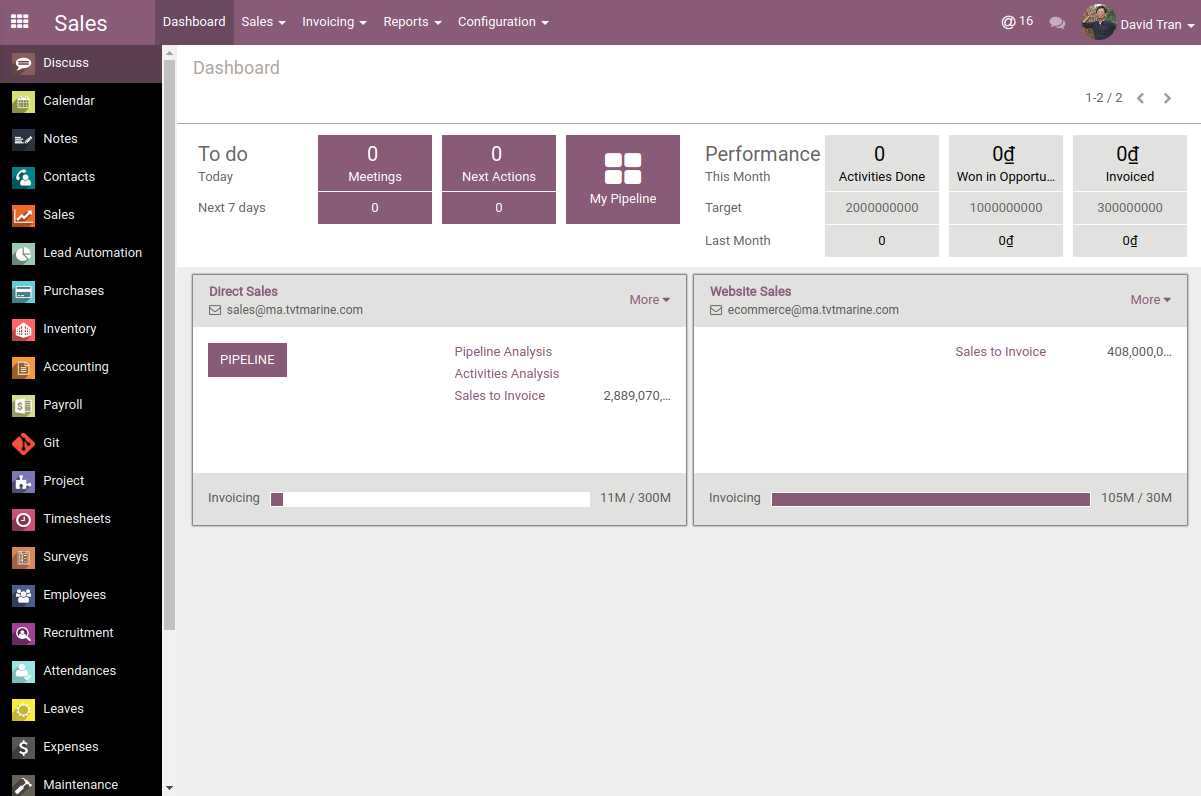 Sales
Dashboard Sales Invoicing Reports Configuration
@ 16
David Tran
Discuss
Calendar
Notes
Contacts
Sales
Lead Automation
Purchases
Inventory
Accounting
Payroll
Git
Project
Timesheets
Surveys
Employees
Recruitment
Attendances
Leaves
Expenses
Maintenance
Dashboard
1-2 / 2
To do
Today
Next 7 days
0
Meetings
0
0
Next Actions
0
My Pipeline
Performance
This Month
Target
Last Month
0
Activities Done
2000000000
0
0₫
Won in Opportu...
1000000000
0₫
0₫
Invoiced
300000000
0₫
Direct Sales
sales@ma.tvtmarine.com
More
PIPELINE
Pipeline Analysis
Activities Analysis
Sales to Invoice 2,889,070,...
Invoicing 11M / 300M
Website Sales
ecommerce@ma.tvtmarine.com
More
Sales to Invoice 408,000,0...
Invoicing 105M / 30M